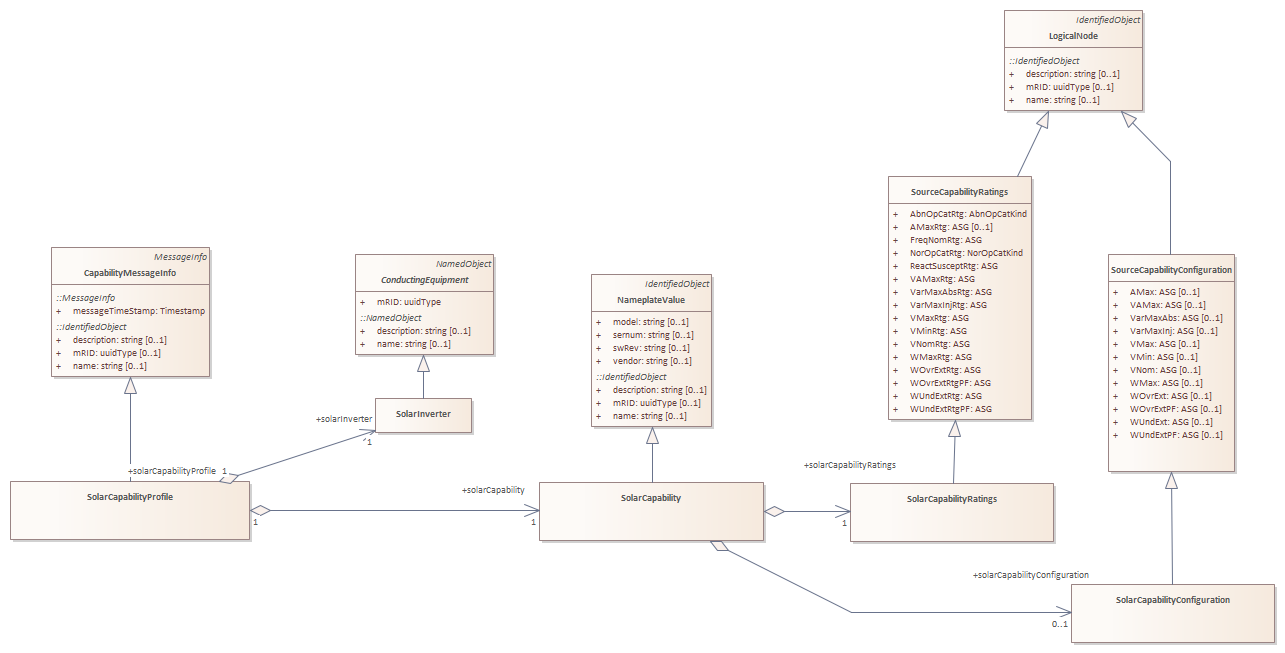 IdentifiedObject
LogicalNode
::IdentifiedObject
+ description: string [0..1]
+ mRID: uuidType [0..1]
+ name: string [0..1]
SourceCapabilityRatings
+ AbnOpCatRtg: AbnOpCatKind
+ AMaxRtg: ASG [0..1]
+ FreqNomRtg: ASG
+ NorOpCatRtg: NorOpCatKind
+ ReactSusceptRtg: ASG
+ VAMaxRtg: ASG
+ VarMaxAbsRtg: ASG
+ VarMaxInjRtg: ASG
+ VMaxRtg: ASG
+ VMinRtg: ASG
+ VNomRtg: ASG
+ WMaxRtg: ASG
+ WOvrExtRtg: ASG
+ WOvrExtRtgPF: ASG
+ WUndExtRtg: ASG
+ WUndExtRtgPF: ASG
SourceCapabilityConfiguration
+ AMax: ASG [0..1]
+ VAMax: ASG [0..1]
+ VarMaxAbs: ASG [0..1]
+ VarMaxInj: ASG [0..1]
+ VMax: ASG [0..1]
+ VMin: ASG [0..1]
+ VNom: ASG [0..1]
+ WMax: ASG [0..1]
+ WOvrExt: ASG [0..1]
+ WOvrExtPF: ASG [0..1]
+ WUndExt: ASG [0..1]
+ WUndExtPF: ASG [0..1]
MessageInfo
CapabilityMessageInfo
::MessageInfo
+ messageTimeStamp: Timestamp
::IdentifiedObject
+ description: string [0..1]
+ mRID: uuidType [0..1]
+ name: string [0..1]
NamedObject
ConductingEquipment
+ mRID: uuidType
::NamedObject
+ description: string [0..1]
+ name: string [0..1]
IdentifiedObject
NameplateValue
+ model: string [0..1]
+ sernum: string [0..1]
+ swRev: string [0..1]
+ vendor: string [0..1]
::IdentifiedObject
+ description: string [0..1]
+ mRID: uuidType [0..1]
+ name: string [0..1]
SolarInverter
+solarInverter
1
+solarCapabilityProfile 1
SolarCapabilityProfile
1
+solarCapability
1
SolarCapability
+solarCapabilityRatings
1
SolarCapabilityRatings
+solarCapabilityConfiguration
0..1
SolarCapabilityConfiguration